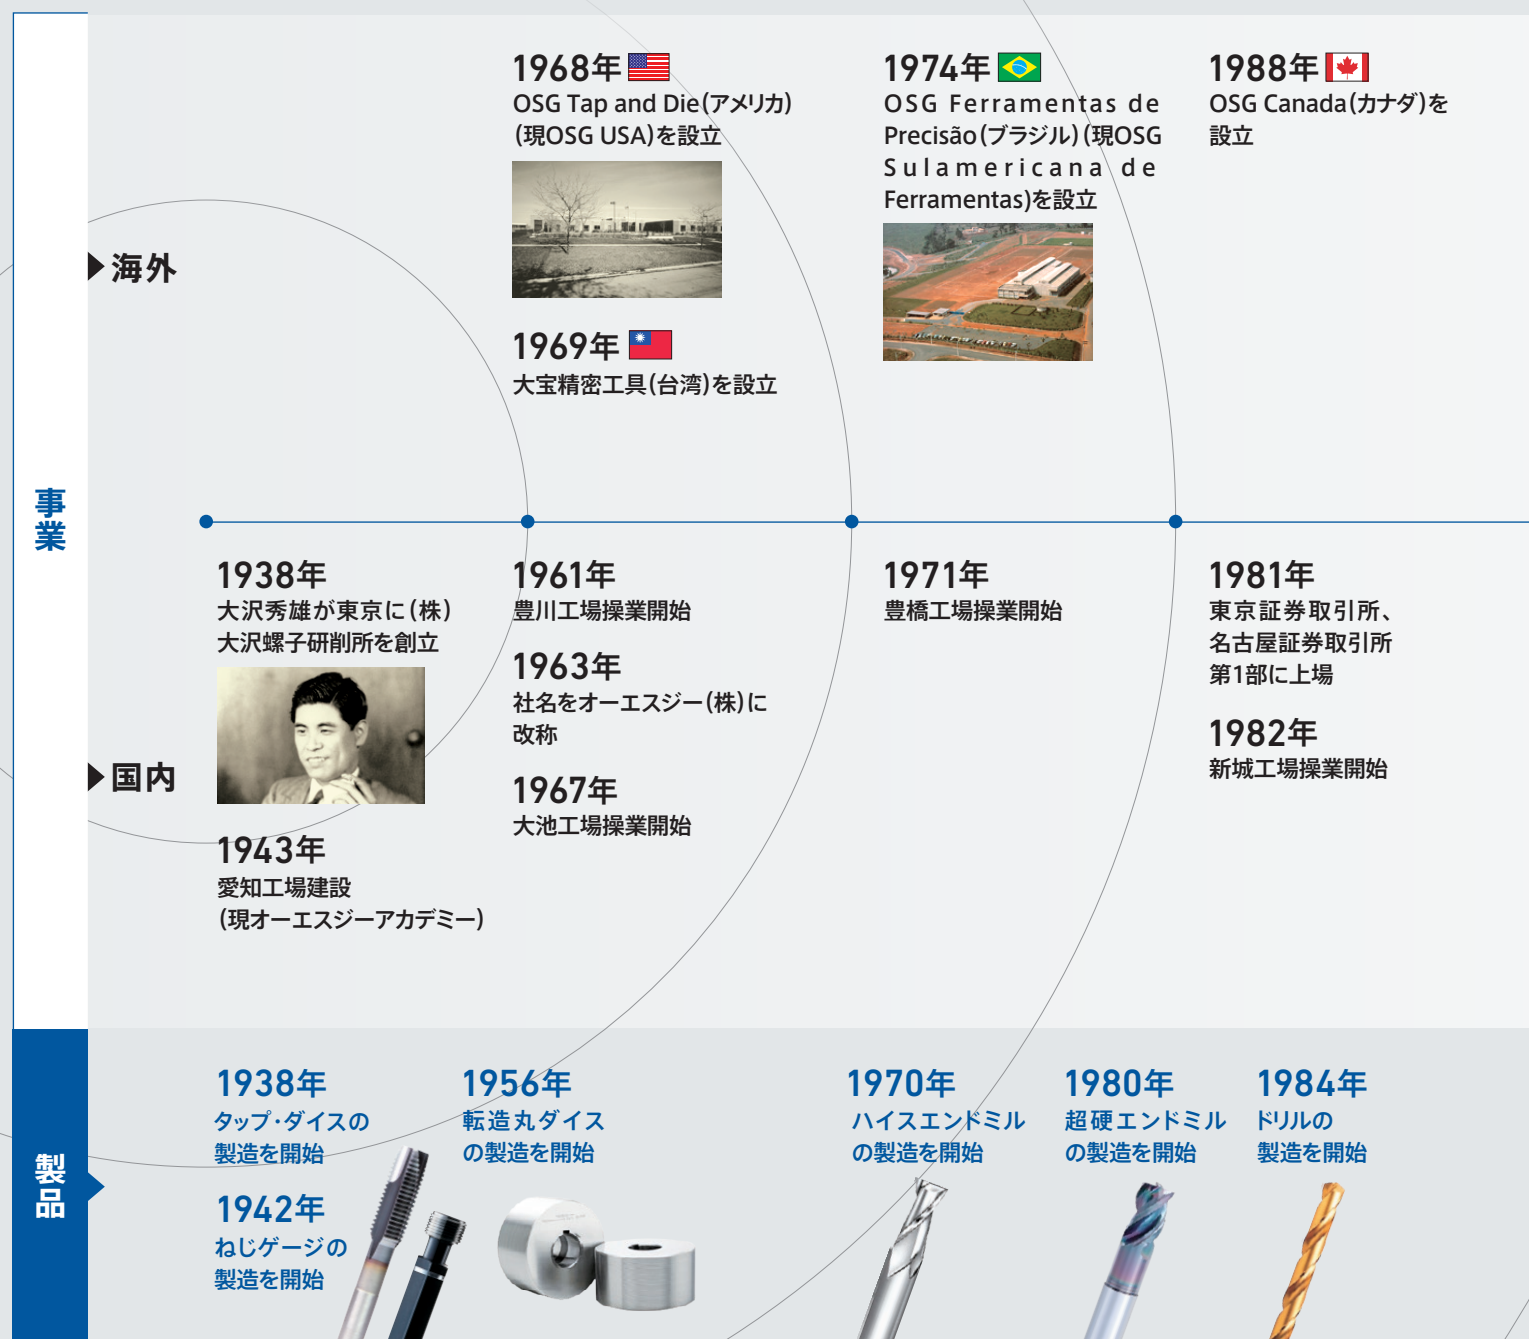 事業
▶海外
1968年
OSG Tap and Die(アメリカ)
(現OSG USA)を設立
1969年
大宝精密工具(台湾)を設立
1974年
OSG Ferramentas de
Precisão(ブラジル)(現OSG
Sulamericana de
Ferramentas)を設立
1988年
OSG Canada(カナダ)を
設立
▶国内
1938年
大沢秀雄が東京に(株)
大沢螺子研削所を創立
1943年
愛知工場建設
(現オーエスジーアカデミー)
1961年
豊川工場操業開始
1963年
社名をオーエスジー(株)に
改称
1967年
大池工場操業開始
1971年
豊橋工場操業開始
1981年
東京証券取引所、
名古屋証券取引所
第1部に上場
1982年
新城工場操業開始
製品
1938年
タップ・ダイスの
製造を開始
1942年
ねじゲージの
製造を開始
1956年
転造丸ダイス
の製造を開始
1970年
ハイスエンドミル
の製造を開始
1980年
超硬エンドミル
の製造を開始
1984年
ドリルの
製造を開始